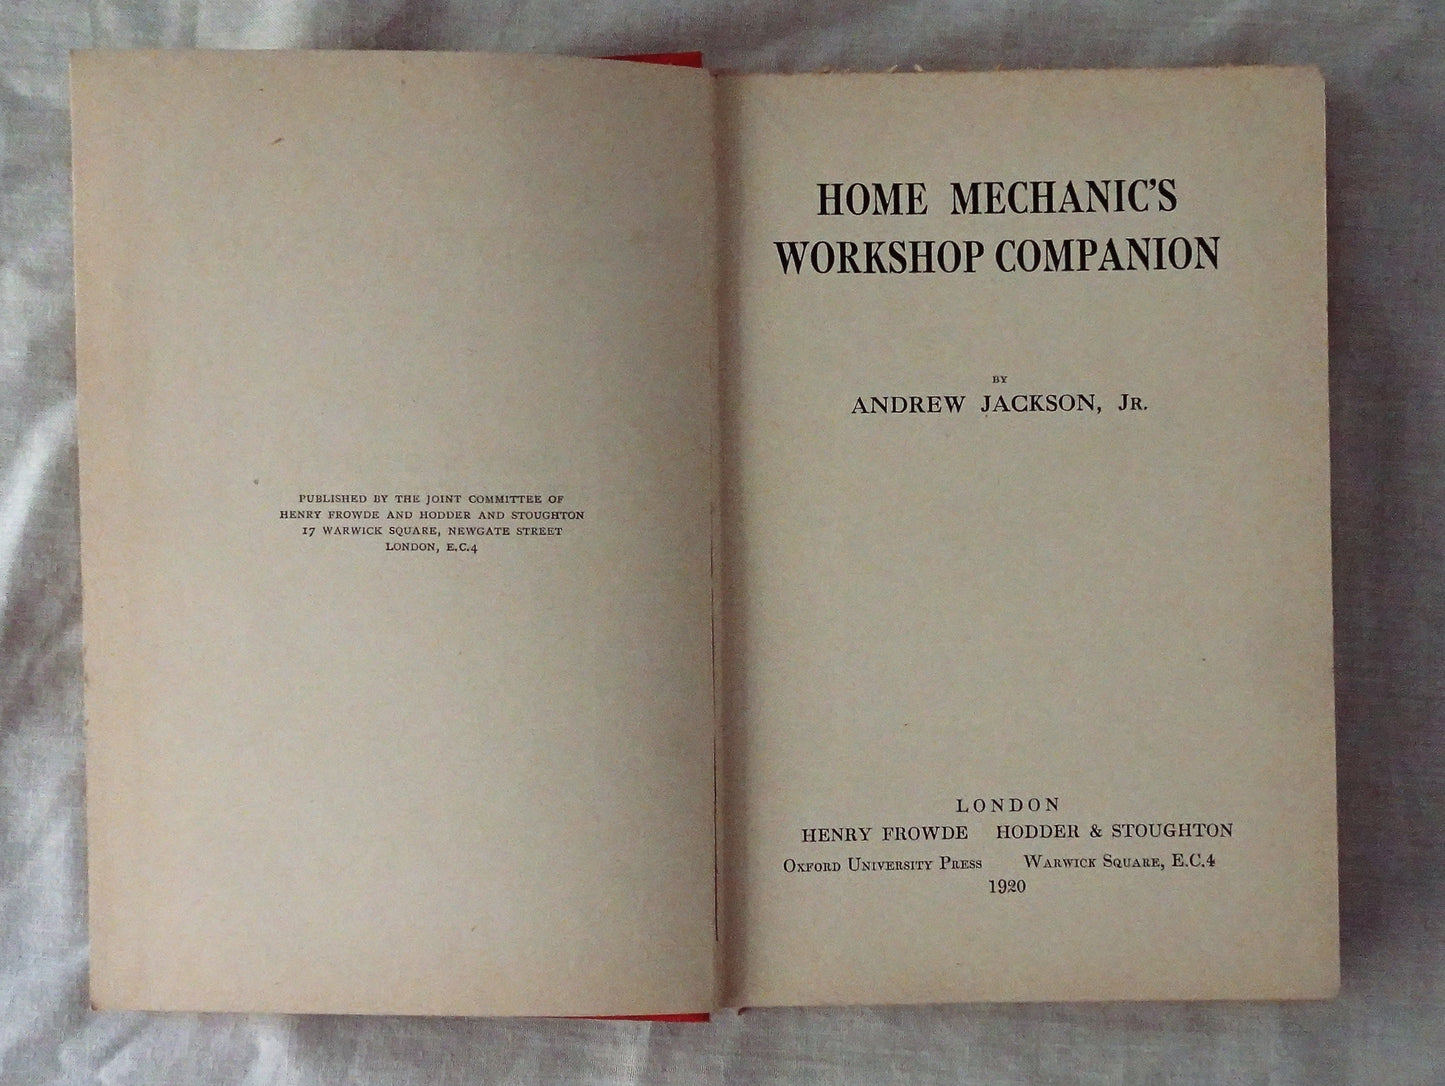 PUBLISHED BY THE JOINT COMMITTEE OF
HENRY FROWDE AND HODDER AND STOUGHTON
17 WARWICK SQUARE, NEWGATE STREET
LONDON, E.C.4
HOME MECHANIC'S
WORKSHOP COMPANION
BY
ANDREW JACKSON, JR.
LONDON
HENRY FROWDE HODDER & STOUGHTON
OXFORD UNIVERSITY PRESS WARWICK SQUARE, E.C.4
1920